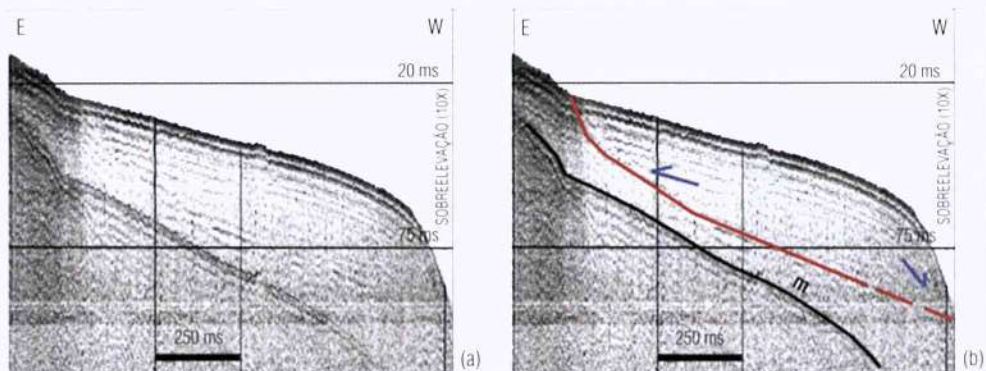 E
W
20 ms
SOBREELEVAÇÃO (10X)
75 ms
250 ms
(a)
E
W
20 ms
SOBREELEVAÇÃO (10X)
75 ms
m
250 ms
(b)